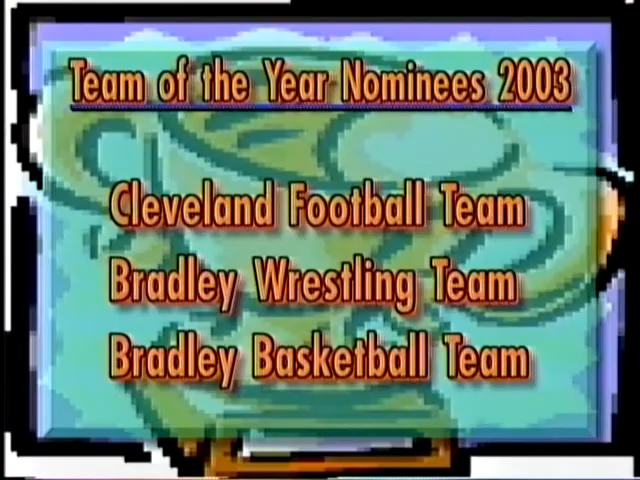 Team of the Year Nominees 2003
Cleveland Football Team
Bradley Wrestling Team
Bradley Basketball Team